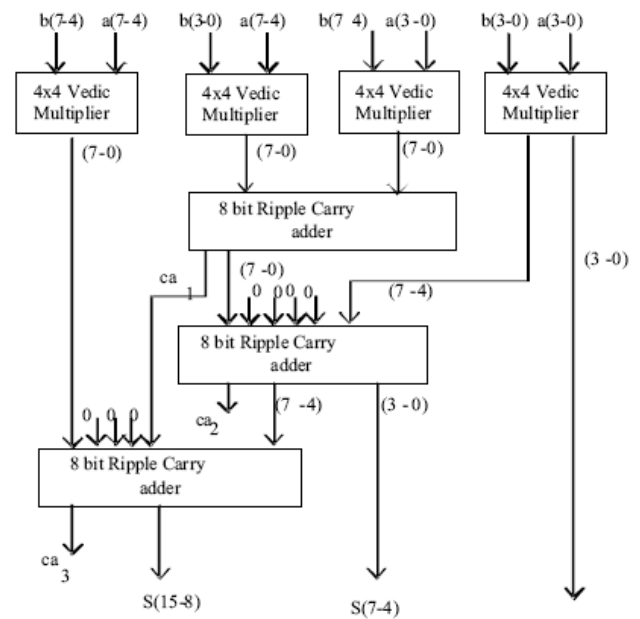 b(7-4) a(7-4) b(3-0) a(7-4) b(7 4) a(3-0) b(3-0) a(3-0)
4x4 Vedic
Multiplier
4x4 Vedic
Multiplier
4x4 Vedic
Multiplier
4x4 Vedic
Multiplier
(7-0)
(7-0)
(7-0)
8 bit Ripple Carry
adder
(3-0)
ca 1
(7-0)
0 0 0 0
(7-4)
8 bit Ripple Carry
adder
ca 2
(7-4)
(3-0)
0 0 0
8 bit Ripple Carry
adder
ca 3
S(15-8)
S(7-4)